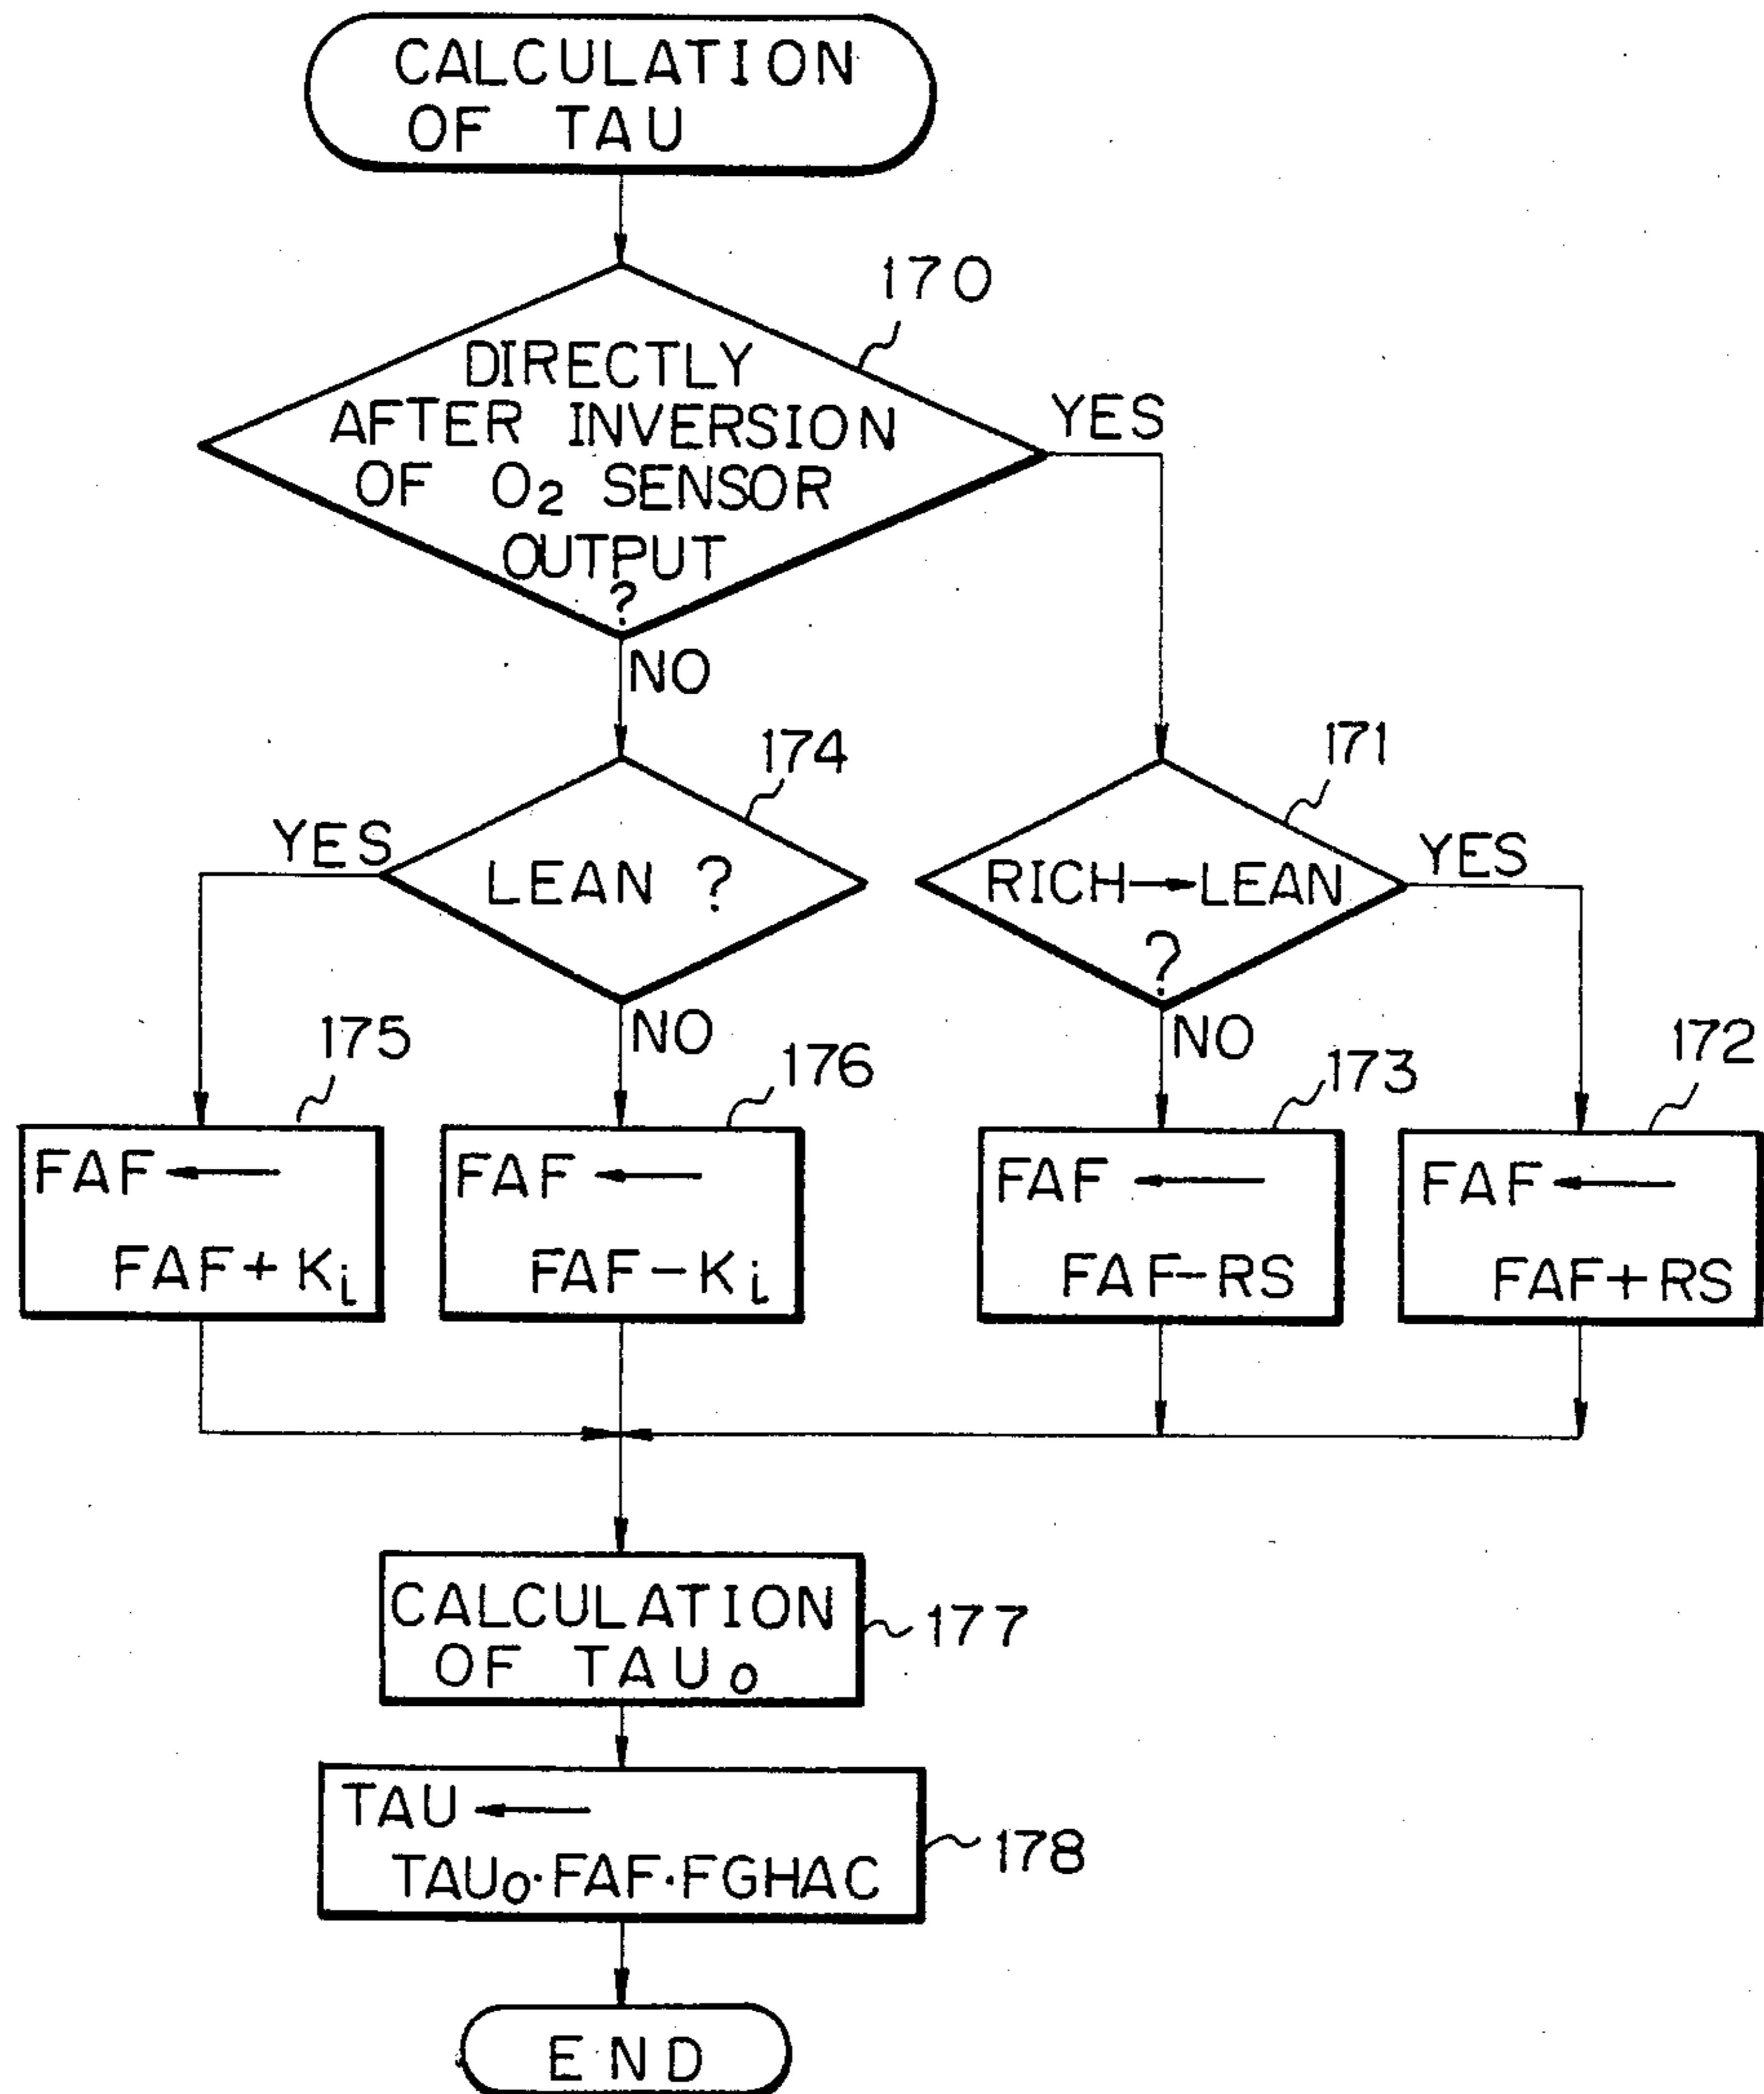 CALCULATION
OF TAU
170
DIRECTLY
AFTER INVERSION
OF O₂ SENSOR
OUTPUT
?
YES
NO
174
171
YES
LEAN ?
RICH→LEAN
?
YES
NO
NO
175
176
173
172
FAF←
FAF+Ki
FAF←
FAF−Ki
FAF←
FAF−RS
FAF←
FAF+RS
CALCULATION
OF TAU₀
177
TAU←
TAU₀·FAF·FGHAC
178
END